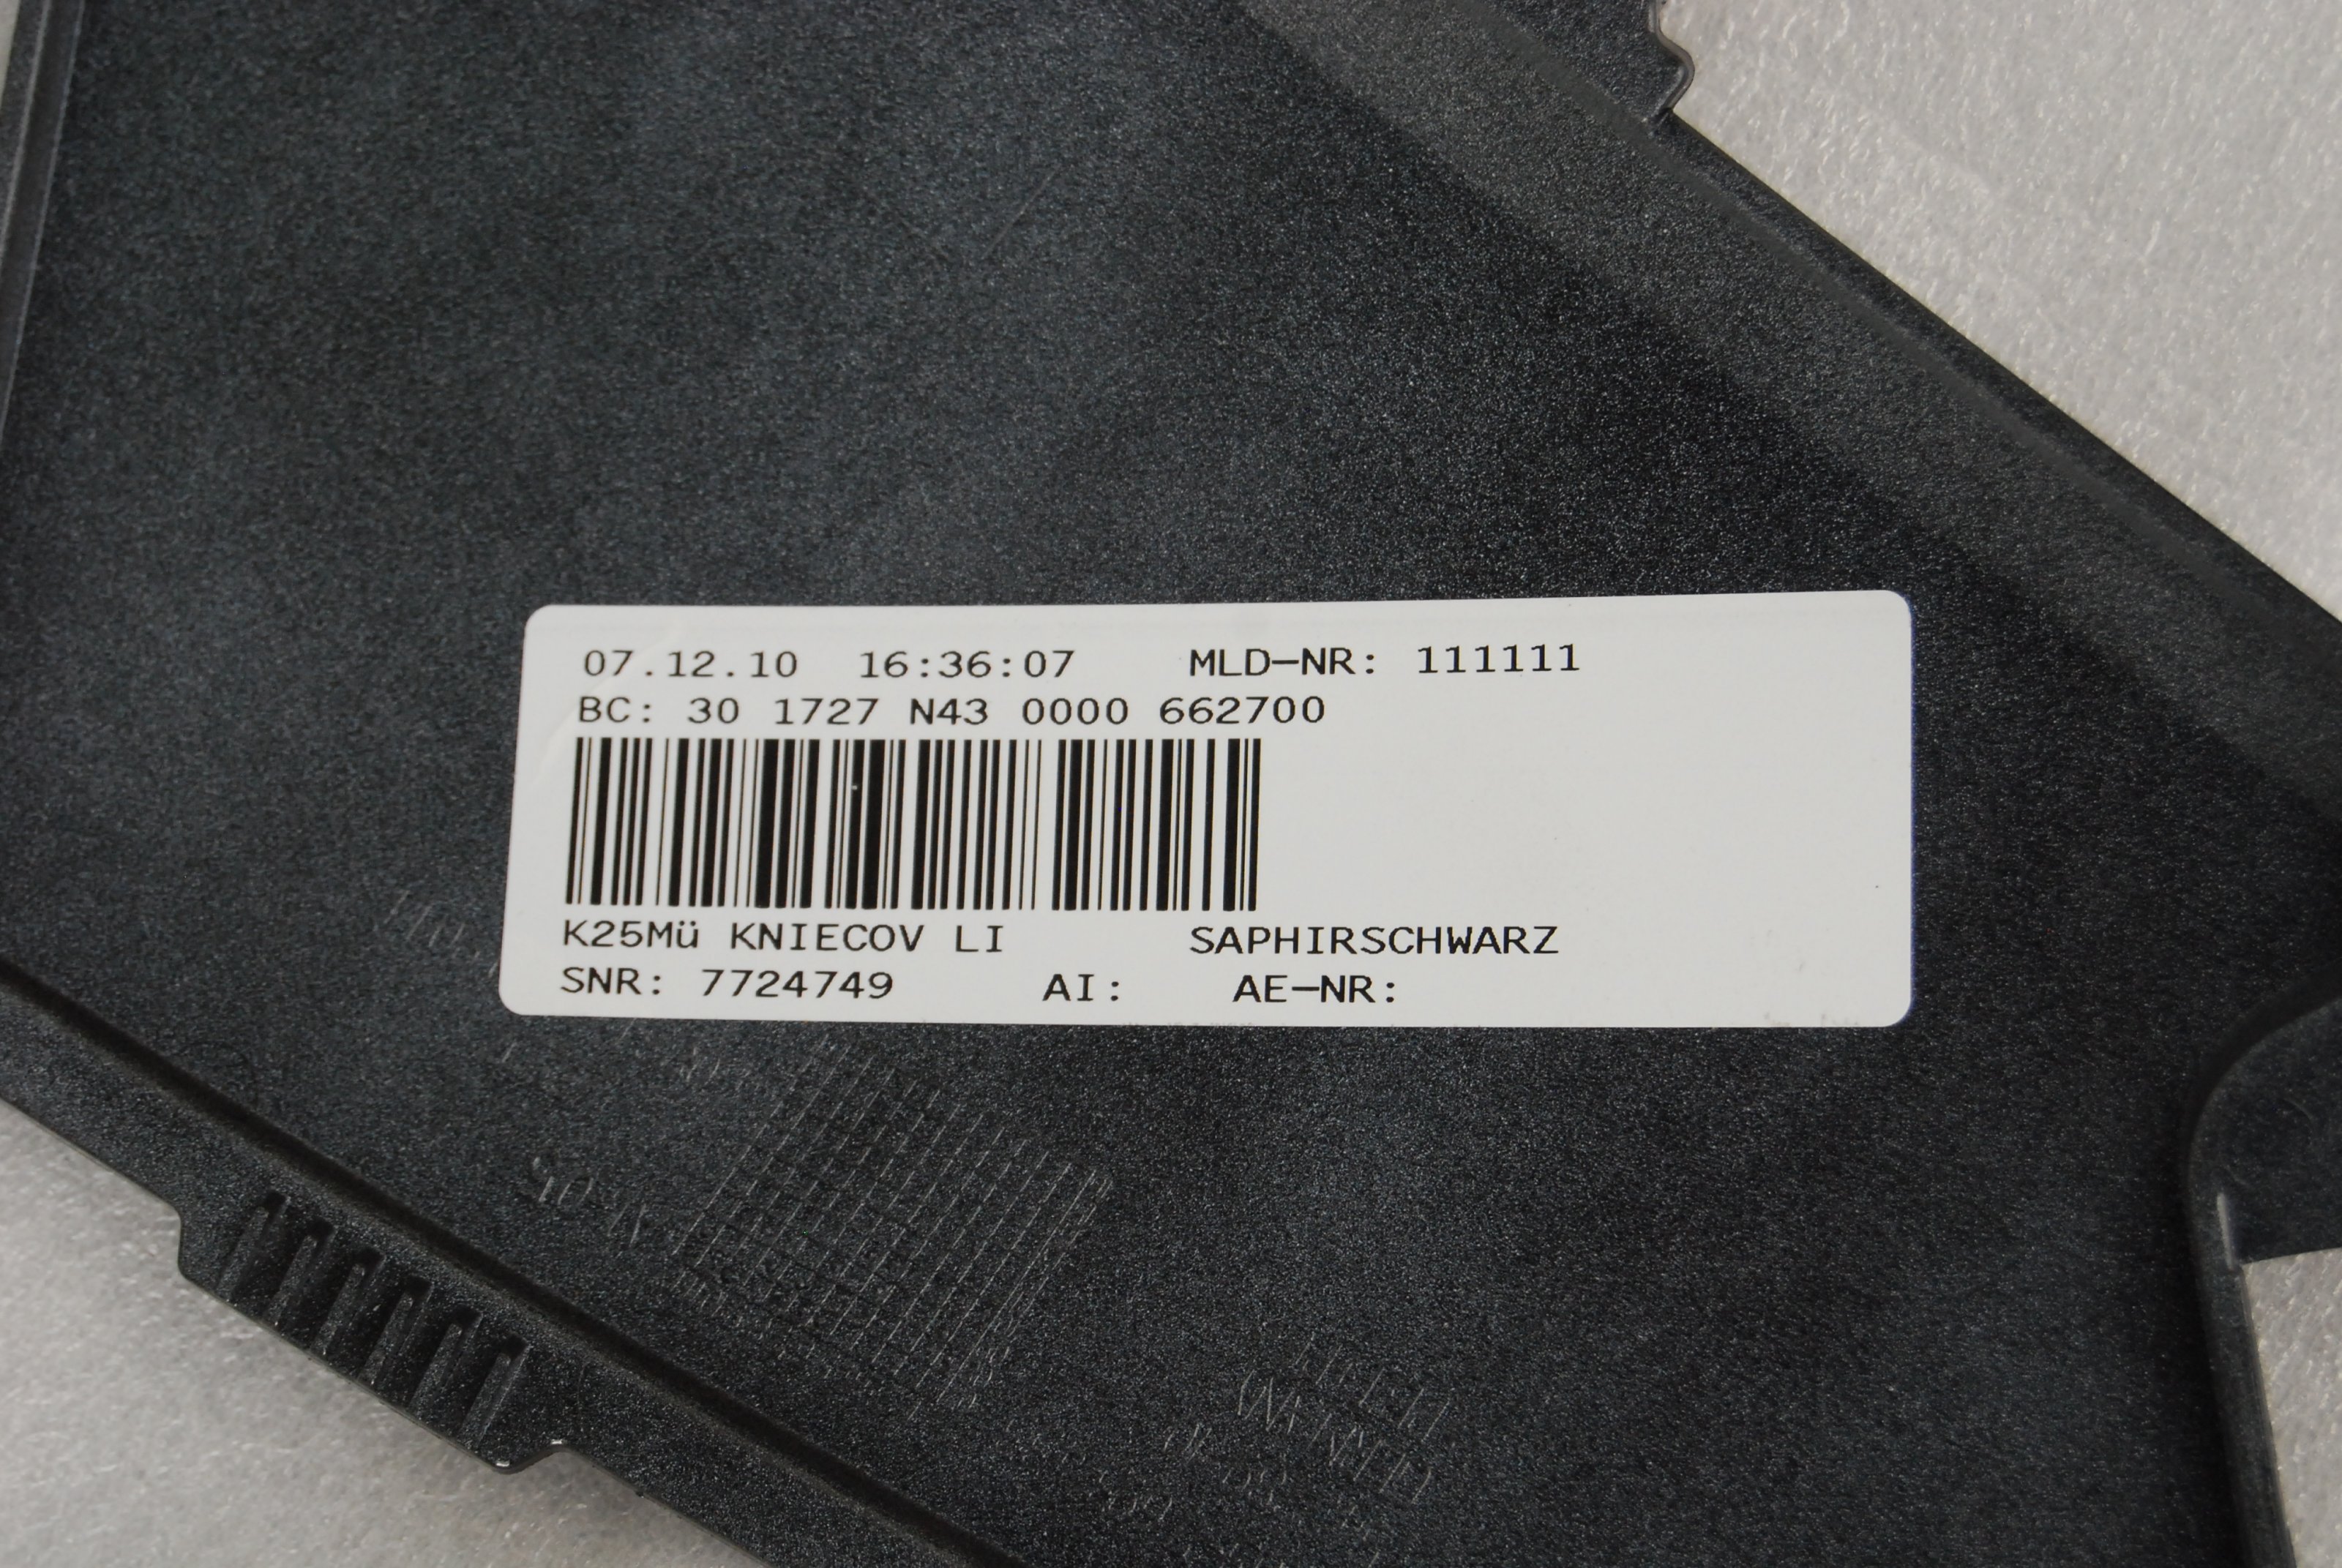 07.12.10 16:36:07 MLD-NR: 111111
BC: 30 1727 N43 0000 662700
K25Mü KNIECOV LI SAPHIRSCHWARZ
SNR: 7724749 AI: AE-NR: